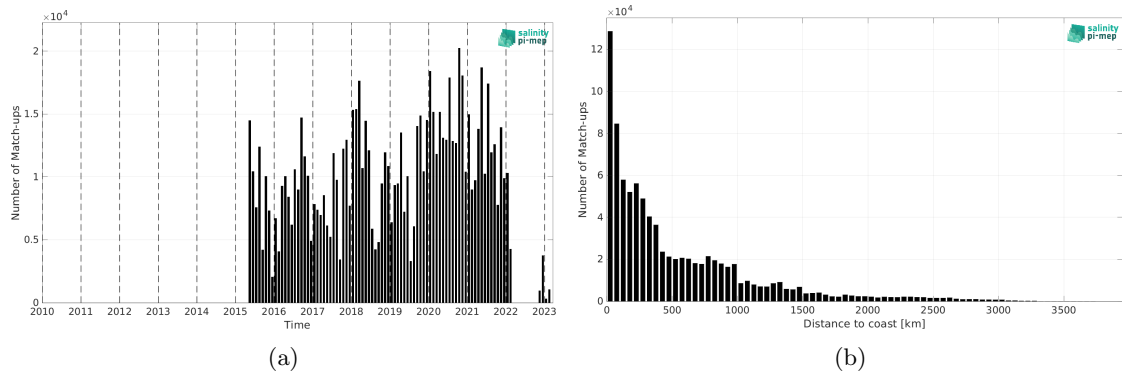 ×10⁴
salinity
pi-mep
2
1.5
1
0.5
0
Number of Match-ups
2010 2011 2012 2013 2014 2015 2016 2017 2018 2019 2020 2021 2022 2023
Time
(a)
×10⁴
salinity
pi-mep
12
10
8
6
4
2
0
Number of Match-ups
0 500 1000 1500 2000 2500 3000 3500
Distance to coast [km]
(b)